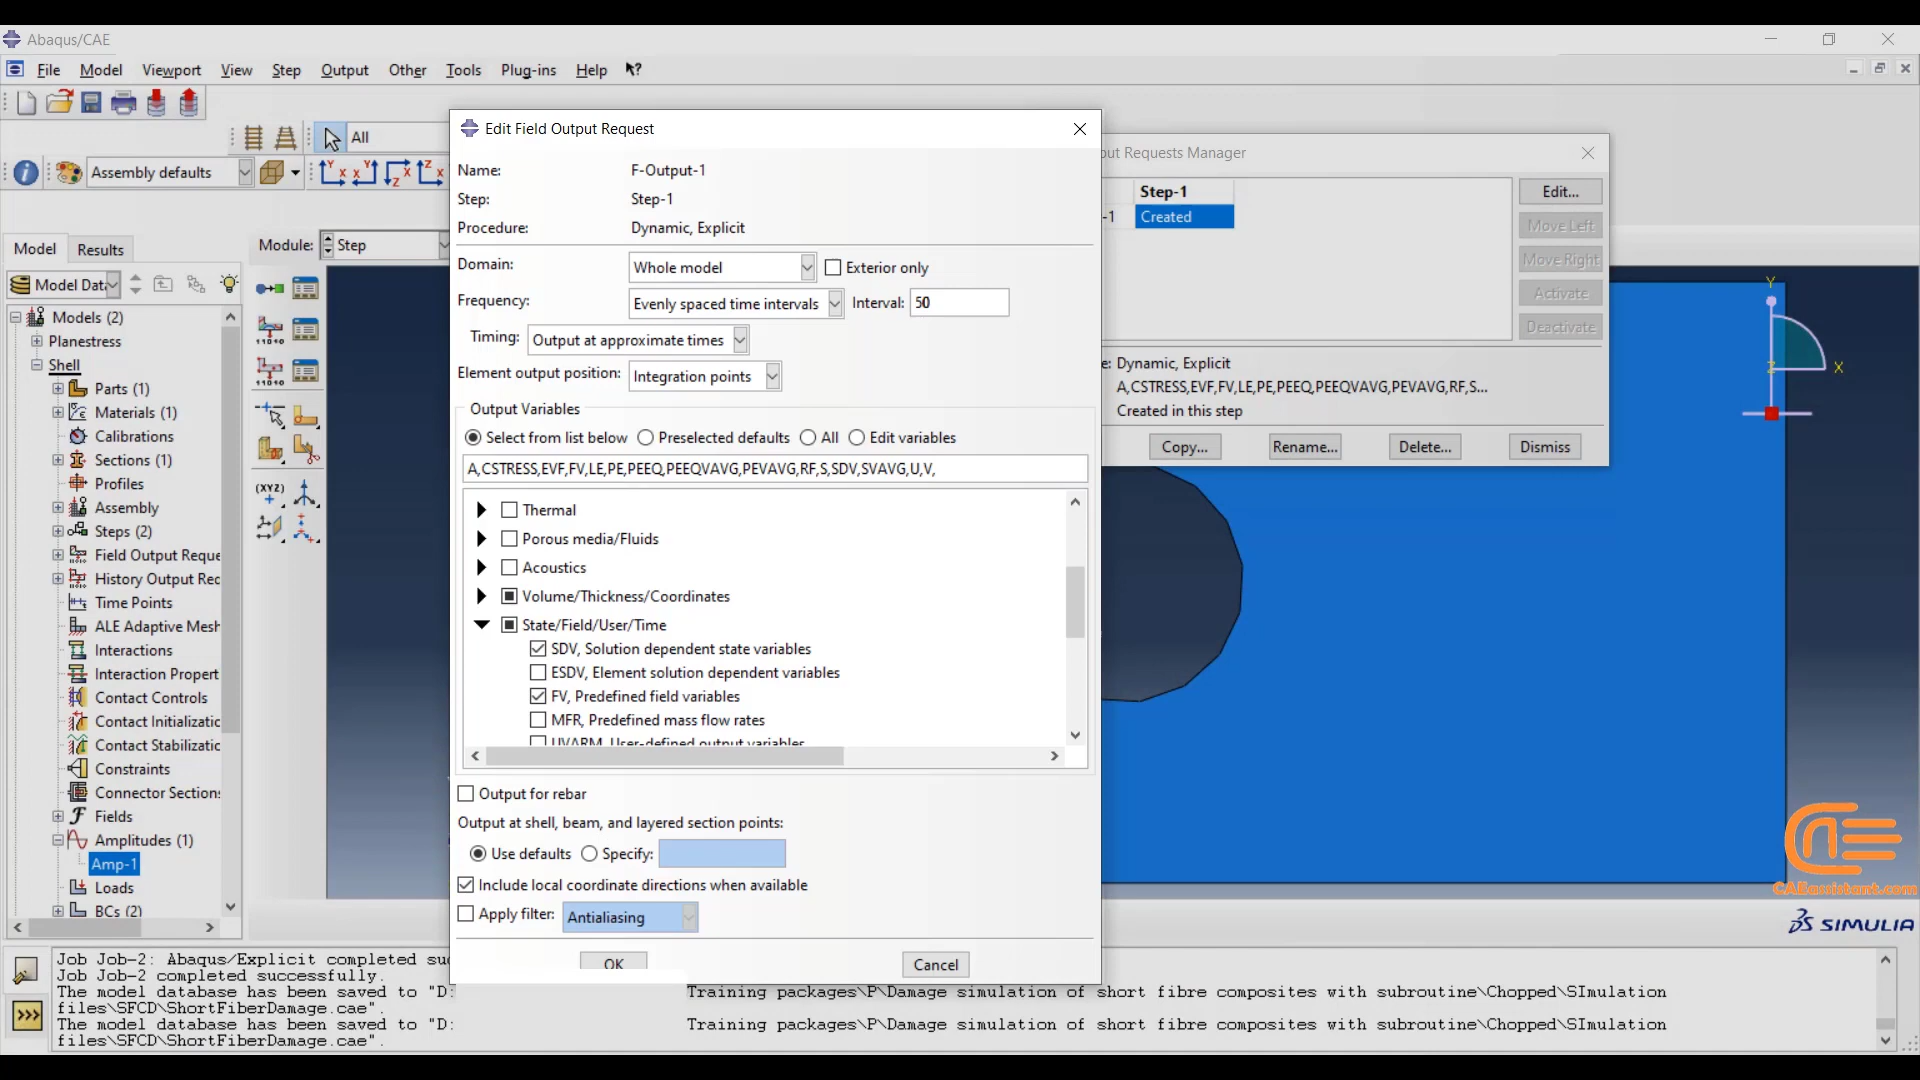 Abaqus/CAE
File Model Viewport View Step Output Other Tools Plug-ins Help
All
Assembly defaults
Model Results
Module: Step
Model Data
Models (2)
Planestress
Shell
Parts (1)
Materials (1)
Calibrations
Sections (1)
Profiles
Assembly
Steps (2)
Field Output Reque
History Output Req
Time Points
ALE Adaptive Mesh
Interactions
Interaction Propert
Contact Controls
Contact Initializatic
Contact Stabilizatic
Constraints
Connector Sections
Fields
Amplitudes (1)
Amp-1
Loads
BCs (2)
Edit Field Output Request
Name: F-Output-1
Step: Step-1
Procedure: Dynamic, Explicit
Domain: Whole model Exterior only
Frequency: Evenly spaced time intervals Interval: 50
Timing: Output at approximate times
Element output position: Integration points
Output Variables
Select from list below Preselected defaults All Edit variables
A,CSTRESS,EVF,FV,LE,PE,PEEQ,PEEQVAVG,PEVAVG,RF,S,SDV,SVAVG,U,V,
Thermal
Porous media/Fluids
Acoustics
Volume/Thickness/Coordinates
State/Field/User/Time
SDV, Solution dependent state variables
ESDV, Element solution dependent variables
FV, Predefined field variables
MFR, Predefined mass flow rates
UVARM, User-defined output variables
Output for rebar
Output at shell, beam, and layered section points:
Use defaults Specify:
Include local coordinate directions when available
Apply filter: Antialiasing
OK Cancel
out Requests Manager
Step-1
-1 Created
Edit...
Move Left
Move Right
Activate
Deactivate
e: Dynamic, Explicit
A,CSTRESS,EVF,FV,LE,PE,PEEQ,PEEQVAVG,PEVAVG,RF,S...
Created in this step
Copy... Rename... Delete... Dismiss
Y
Z X
CAEassistant.com
SIMULIA
Job Job-2: Abaqus/Explicit completed su
Job Job-2 completed successfully.
The model database has been saved to "D: Training packages\P\Damage simulation of short fibre composites with subroutine\Chopped\SImulation
files\SFCD\ShortFiberDamage.cae".
The model database has been saved to "D: Training packages\P\Damage simulation of short fibre composites with subroutine\Chopped\SImulation
files\SFCD\ShortFiberDamage.cae".